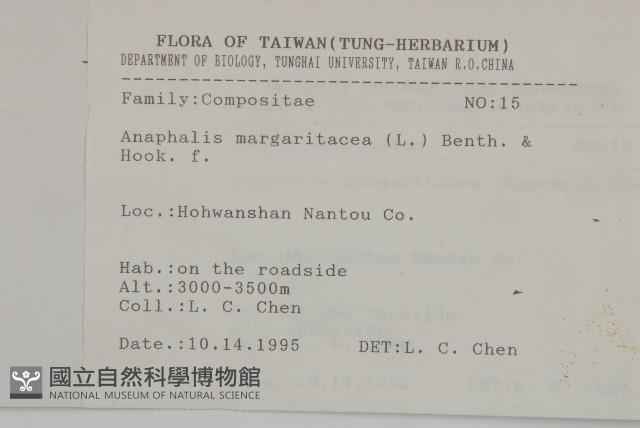 FLORA OF TAIWAN(TUNG-HERBARIUM)
DEPARTMENT OF BIOLOGY, TUNGHAI UNIVERSITY, TAIWAN R.O.CHINA
Family:Compositae NO:15
Anaphalis margaritacea (L.) Benth. &
Hook. f.
Loc.:Hohwanshan Nantou Co.
Hab.:on the roadside
Alt.:3000-3500m
Coll.:L. C. Chen
Date.:10.14.1995 DET:L. C. Chen
國立自然科學博物館
NATIONAL MUSEUM OF NATURAL SCIENCE